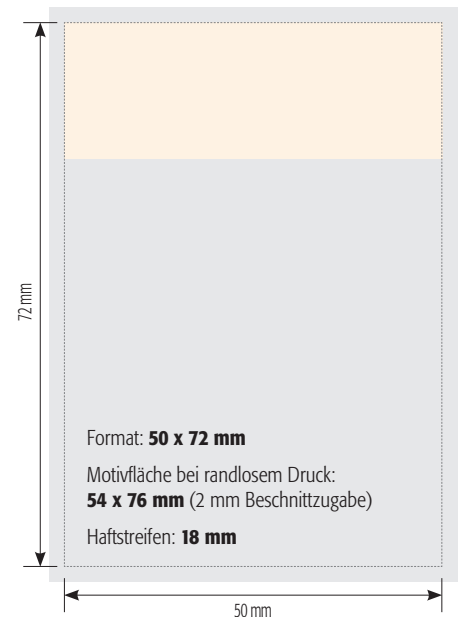 72 mm
Format: 50 x 72 mm
Motivfläche bei randlosem Druck:
54 x 76 mm (2 mm Beschnittzugabe)
Haftstreifen: 18 mm
50 mm